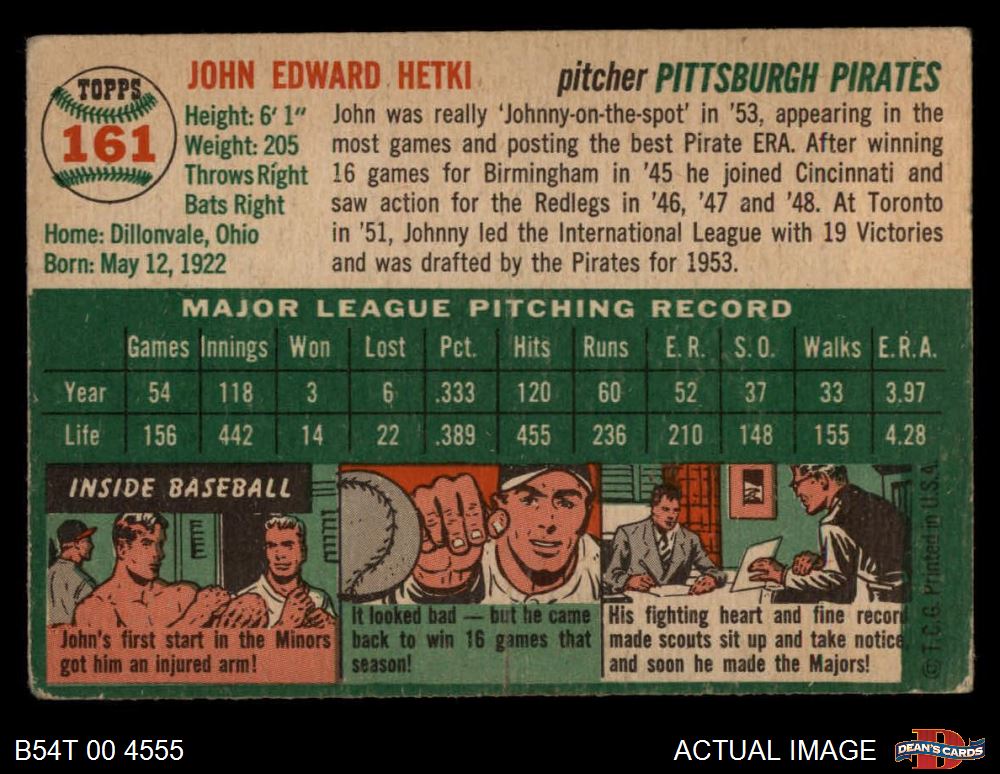 TOPPS
161
JOHN EDWARD HETKI
pitcher PITTSBURGH PIRATES
Height: 6' 1"
Weight: 205
Throws Right
Bats Right
Home: Dillonvale, Ohio
Born: May 12, 1922
John was really 'Johnny-on-the-spot' in '53, appearing in the
most games and posting the best Pirate ERA. After winning
16 games for Birmingham in '45 he joined Cincinnati and
saw action for the Redlegs in '46, '47 and '48. At Toronto
in '51, Johnny led the International League with 19 Victories
and was drafted by the Pirates for 1953.
MAJOR LEAGUE PITCHING RECORD
Games Innings Won Lost Pct. Hits Runs E. R. S. O. Walks E.R.A.
Year 54 118 3 6 .333 120 60 52 37 33 3.97
Life 156 442 14 22 .389 455 236 210 148 155 4.28
INSIDE BASEBALL
John's first start in the Minors
got him an injured arm!
It looked bad — but he came
back to win 16 games that
season!
His fighting heart and fine record
made scouts sit up and take notice
and soon he made the Majors!
© T. C. G. Printed in U.S.A.
B54T 00 4555
ACTUAL IMAGE
D
DEAN'S CARDS